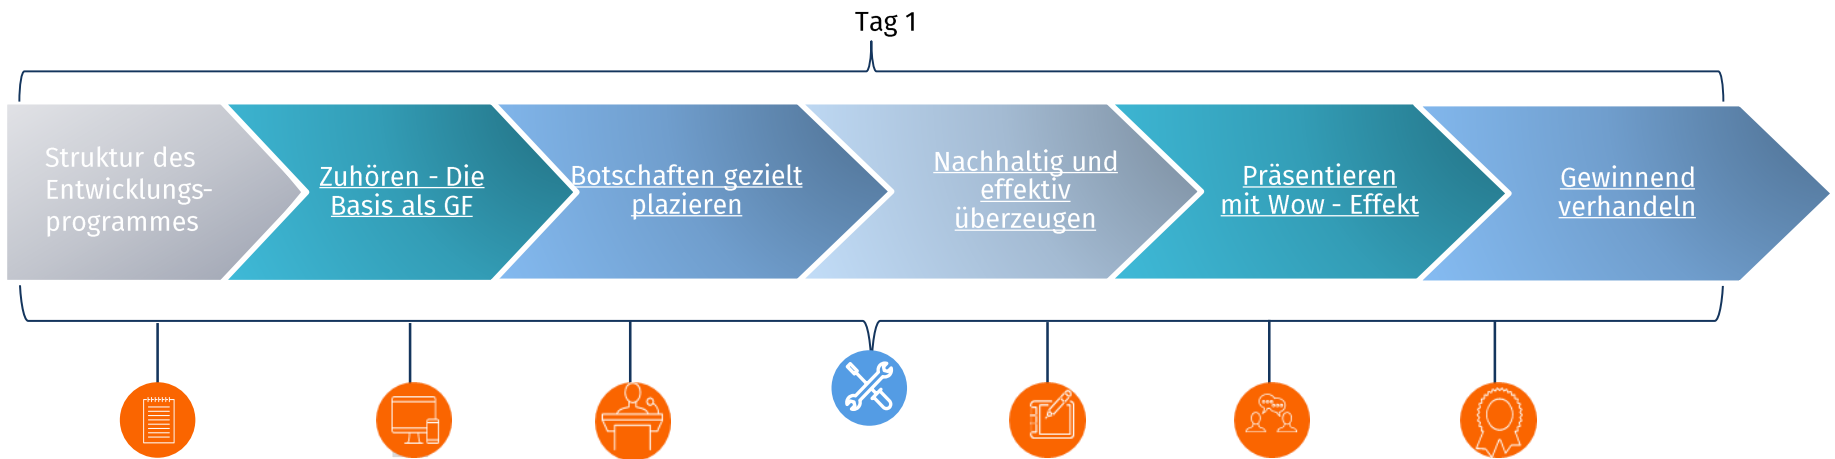 Tag 1
Struktur des
Entwicklungs-
programmes
Zuhören - Die
Basis als GF
Botschaften gezielt
plazieren
Nachhaltig und
effektiv
überzeugen
Präsentieren
mit Wow - Effekt
Gewinnend
verhandeln